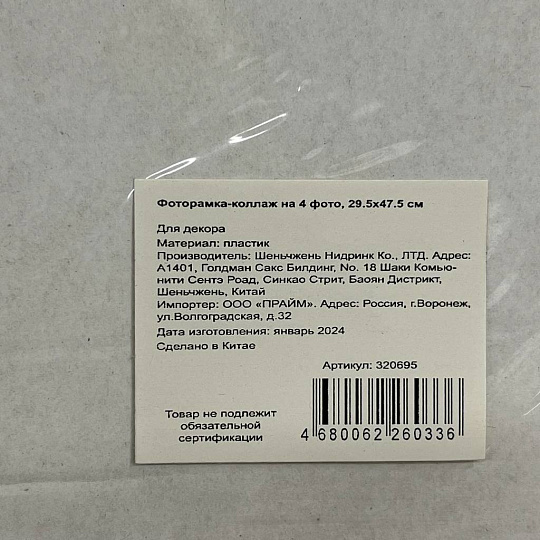 Фоторамка-коллаж на 4 фото, 29.5х47.5 см
Для декора
Материал: пластик
Производитель: Шеньчжень Нидринк Ко., ЛТД. Адрес:
А1401, Голдман Сакс Билдинг, No. 18 Шаки Комью-
нити Сентэ Роад, Синкао Стрит, Баоян Дистрикт,
Шеньчжень, Китай
Импортер: ООО «ПРАЙМ». Адрес: Россия, г.Воронеж,
ул.Волгоградская, д.32
Дата изготовления: январь 2024
Сделано в Китае
Артикул: 320695
Товар не подлежит
обязательной
сертификации
4 680062 260336